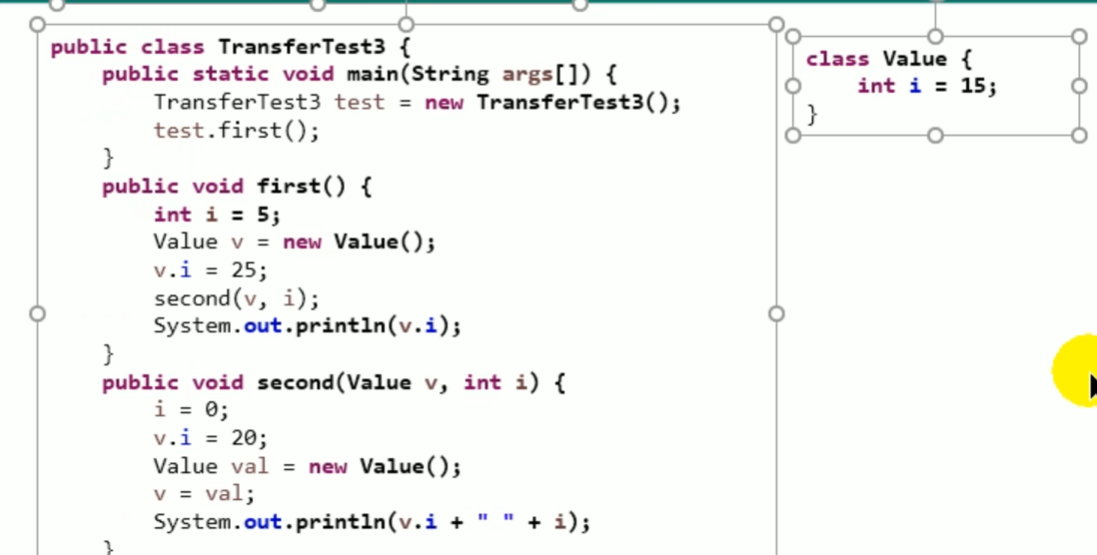 public class TransferTest3 {
    public static void main(String args[]) {
        TransferTest3 test = new TransferTest3();
        test.first();
    }
    public void first() {
        int i = 5;
        Value v = new Value();
        v.i = 25;
        second(v, i);
        System.out.println(v.i);
    }
    public void second(Value v, int i) {
        i = 0;
        v.i = 20;
        Value val = new Value();
        v = val;
        System.out.println(v.i + " " + i);
    }
class Value {
    int i = 15;
}